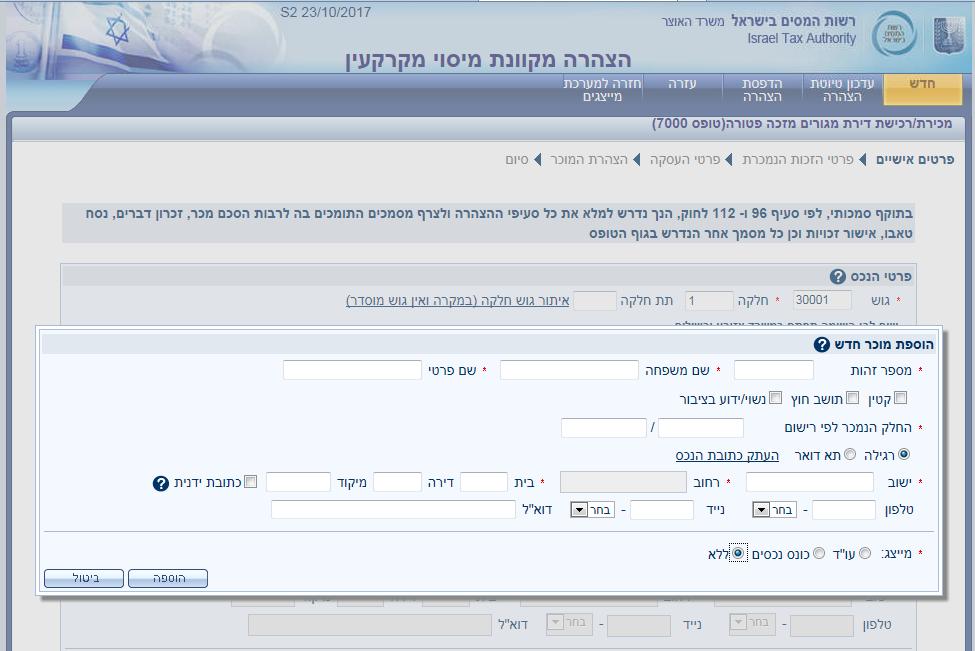 S2 23/10/2017
רשות המסים בישראל משרד האוצר
Israel Tax Authority
הצהרה מקוונת מיסוי מקרקעין
חדש עדכון טיוטת הצהרה הדפסת הצהרה עזרה חזרה למערכת מייצגים
מכירת/רכישת דירת מגורים מזכה פטורה(טופס 7000)
פרטים אישיים פרטי הזכות הנמכרת פרטי העסקה הצהרת המוכר סיום
בתוקף סמכותי, לפי סעיף 96 ו- 112 לחוק, הנך נדרש למלא את כל סעיפי ההצהרה ולצרף מסמכים התומכים בה לרבות הסכם מכר, זכרון דברים, נסח
טאבו, אישור זכויות וכן כל מסמך אחר הנדרש בגוף הטופס
פרטי הנכס ?
* גוש 30001 * חלקה 1 תת חלקה איתור גוש חלקה (במקרה ואין גוש מוסדר)
הוספת מוכר חדש ?
* מספר זהות * שם משפחה * שם פרטי
קטין תושב חוץ נשוי/ידוע בציבור
* החלק הנמכר לפי רישום /
רגילה תא דואר העתק כתובת הנכס
* ישוב * רחוב * בית דירה מיקוד כתובת ידנית ?
טלפון - בחר נייד - בחר דוא"ל
* מייצג: עו"ד כונס נכסים ללא
הוספה ביטול
טלפון - בחר נייד - בחר דוא"ל